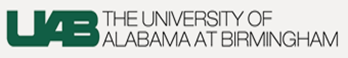 UAB THE UNIVERSITY OF
ALABAMA AT BIRMINGHAM